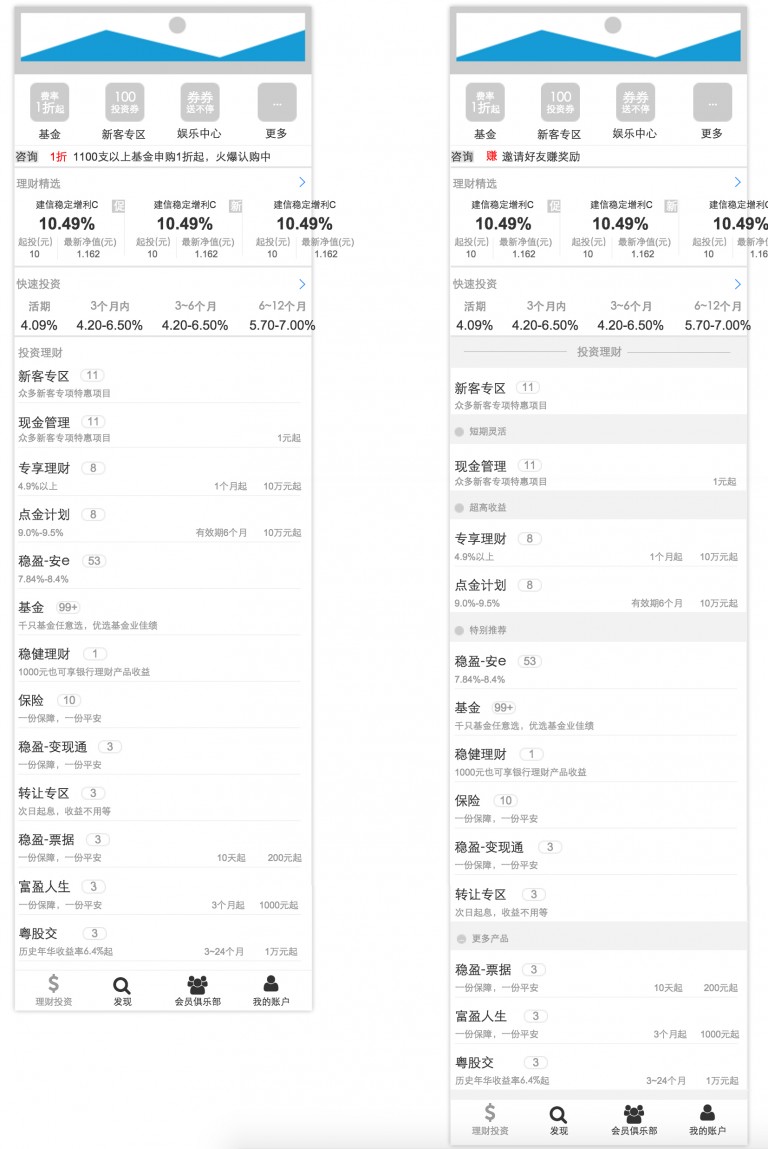 费率
1折起
100
投资券
券券
送不停
...
基金
新客专区
娱乐中心
更多
咨询 1折 1100支以上基金申购1折起，火爆认购中
理财精选
建信稳定增利C 促
建信稳定增利C 新
建信稳定增利C
10.49%
10.49%
10.49%
起投(元) 最新净值(元)
起投(元) 最新净值(元)
起投(元) 最新净值(元)
10 1.162
10 1.162
10 1.162
快速投资
活期 3个月内 3~6个月 6~12个月
4.09% 4.20-6.50% 4.20-6.50% 5.70-7.00%
投资理财
新客专区 11
众多新客专项特惠项目
现金管理 11
众多新客专项特惠项目 1元起
专享理财 8
4.9%以上 1个月起 10万元起
点金计划 8
9.0%-9.5% 有效期6个月 10万元起
稳盈-安e 53
7.84%-8.4%
基金 99+
千只基金任意选，优选基金业佳绩
稳健理财 1
1000元也可享银行理财产品收益
保险 10
一份保障，一份平安
稳盈-变现通 3
一份保障，一份平安
转让专区 3
次日起息，收益不用等
稳盈-票据 3
一份保障，一份平安 10天起 200元起
富盈人生 3
一份保障，一份平安 3个月起 1000元起
粤股交 3
历史年华收益率6.4%起 3~24个月 1万元起
$
理财投资 发现 会员俱乐部 我的账户
费率
1折起
100
投资券
券券
送不停
...
基金
新客专区
娱乐中心
更多
咨询 赚 邀请好友赚奖励
理财精选
建信稳定增利C 促
建信稳定增利C 新
建信稳定增利C
10.49%
10.49%
10.49%
起投(元) 最新净值(元)
起投(元) 最新净值(元)
起投(元) 最新净
10 1.162
10 1.162
10 1.16
快速投资
活期 3个月内 3~6个月 6~12个月
4.09% 4.20-6.50% 4.20-6.50% 5.70-7.00%
投资理财
新客专区 11
众多新客专项特惠项目
短期灵活
现金管理 11
众多新客专项特惠项目 1元起
超高收益
专享理财 8
4.9%以上 1个月起 10万元起
点金计划 8
9.0%-9.5% 有效期6个月 10万元起
特别推荐
稳盈-安e 53
7.84%-8.4%
基金 99+
千只基金任意选，优选基金业佳绩
稳健理财 1
1000元也可享银行理财产品收益
保险 10
一份保障，一份平安
稳盈-变现通 3
一份保障，一份平安
转让专区 3
次日起息，收益不用等
更多产品
稳盈-票据 3
一份保障，一份平安 10天起 200元起
富盈人生 3
一份保障，一份平安 3个月起 1000元起
粤股交 3
历史年华收益率6.4%起 3~24个月 1万元起
$
理财投资 发现 会员俱乐部 我的账户